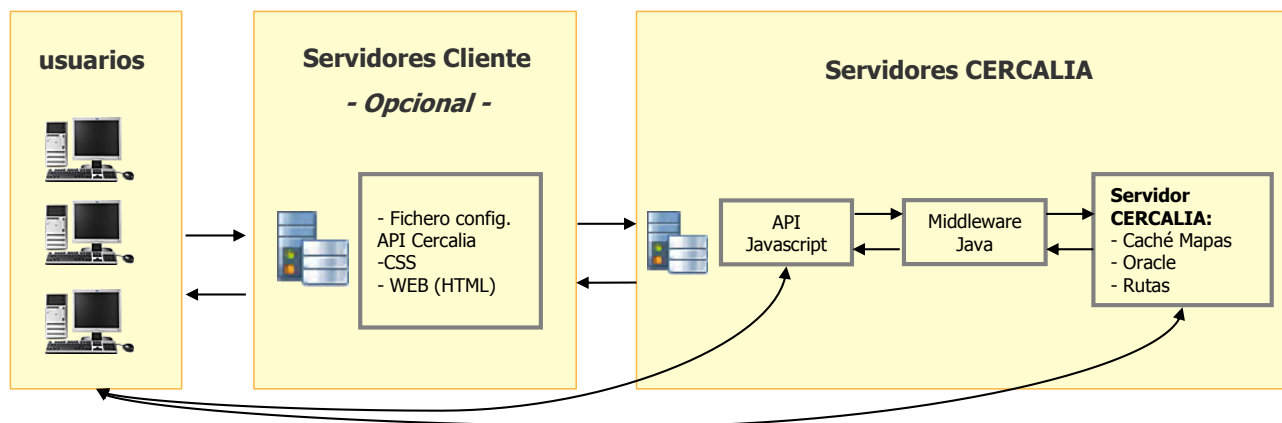 usuarios
Servidores Cliente
- Opcional -
- Fichero config.
API Cercalia
-CSS
- WEB (HTML)
Servidores CERCALIA
API
Javascript
Middleware
Java
Servidor
CERCALIA:
- Caché Mapas
- Oracle
- Rutas